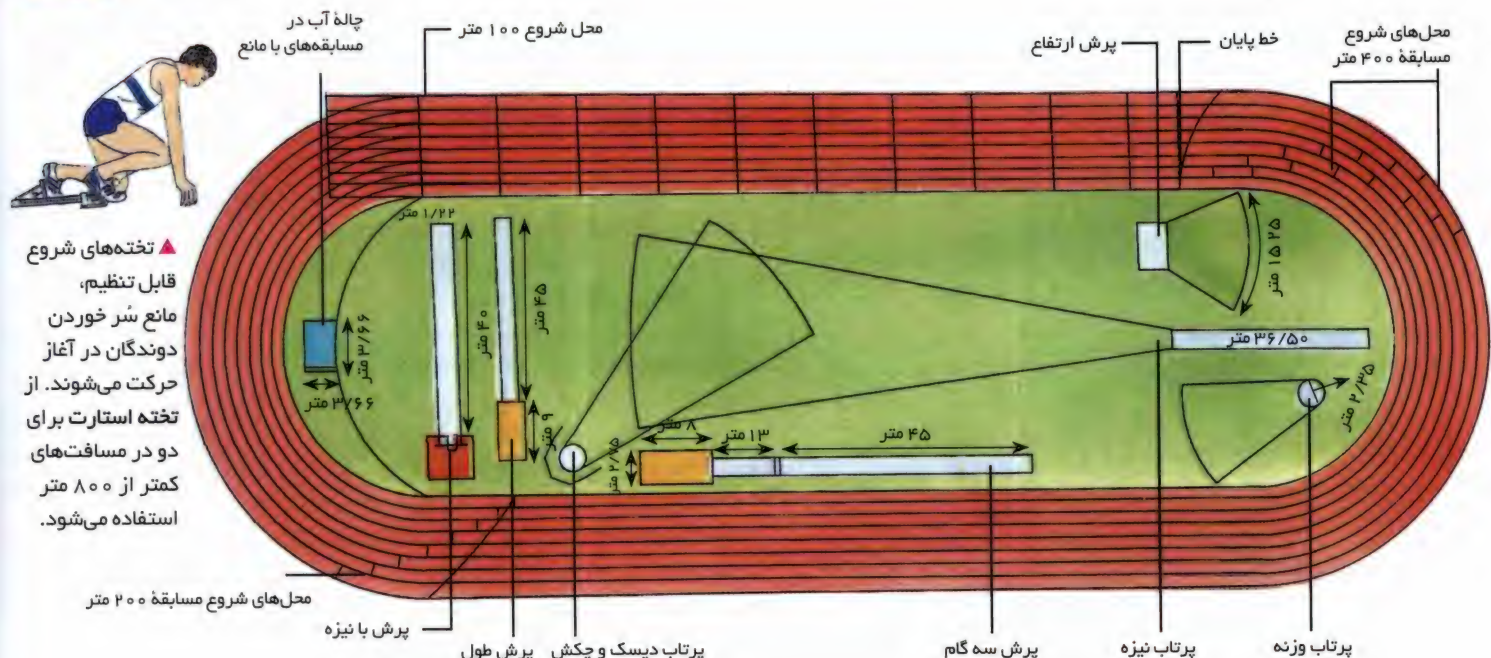 چالهٔ آب در
مسابقه‌های با مانع
محل شروع ۱۰۰ متر
پرش ارتفاع
خط پایان
محل‌های شروع
مسابقهٔ ۴۰۰ متر
▲ تخته‌های شروع
قابل تنظیم،
مانع سُر خوردن
دوندگان در آغاز
حرکت می‌شوند. از
تخته استارت برای
دو در مسافت‌های
کمتر از ۸۰۰ متر
استفاده می‌شود.
۱/۲۲ متر
۴۰ متر
۴۵ متر
۹ متر
۳/۶۶ متر
۳/۶۶ متر
۱۵ ۲۵ متر
۳۶/۵۰ متر
۲/۳۵ متر
۸ متر
۱۳ متر
۴۵ متر
۲/۷۵ متر
محل‌های شروع مسابقهٔ ۲۰۰ متر
پرش با نیزه
پرش طول
پرتاب دیسک و چکش
پرش سه گام
پرتاب نیزه
پرتاب وزنه